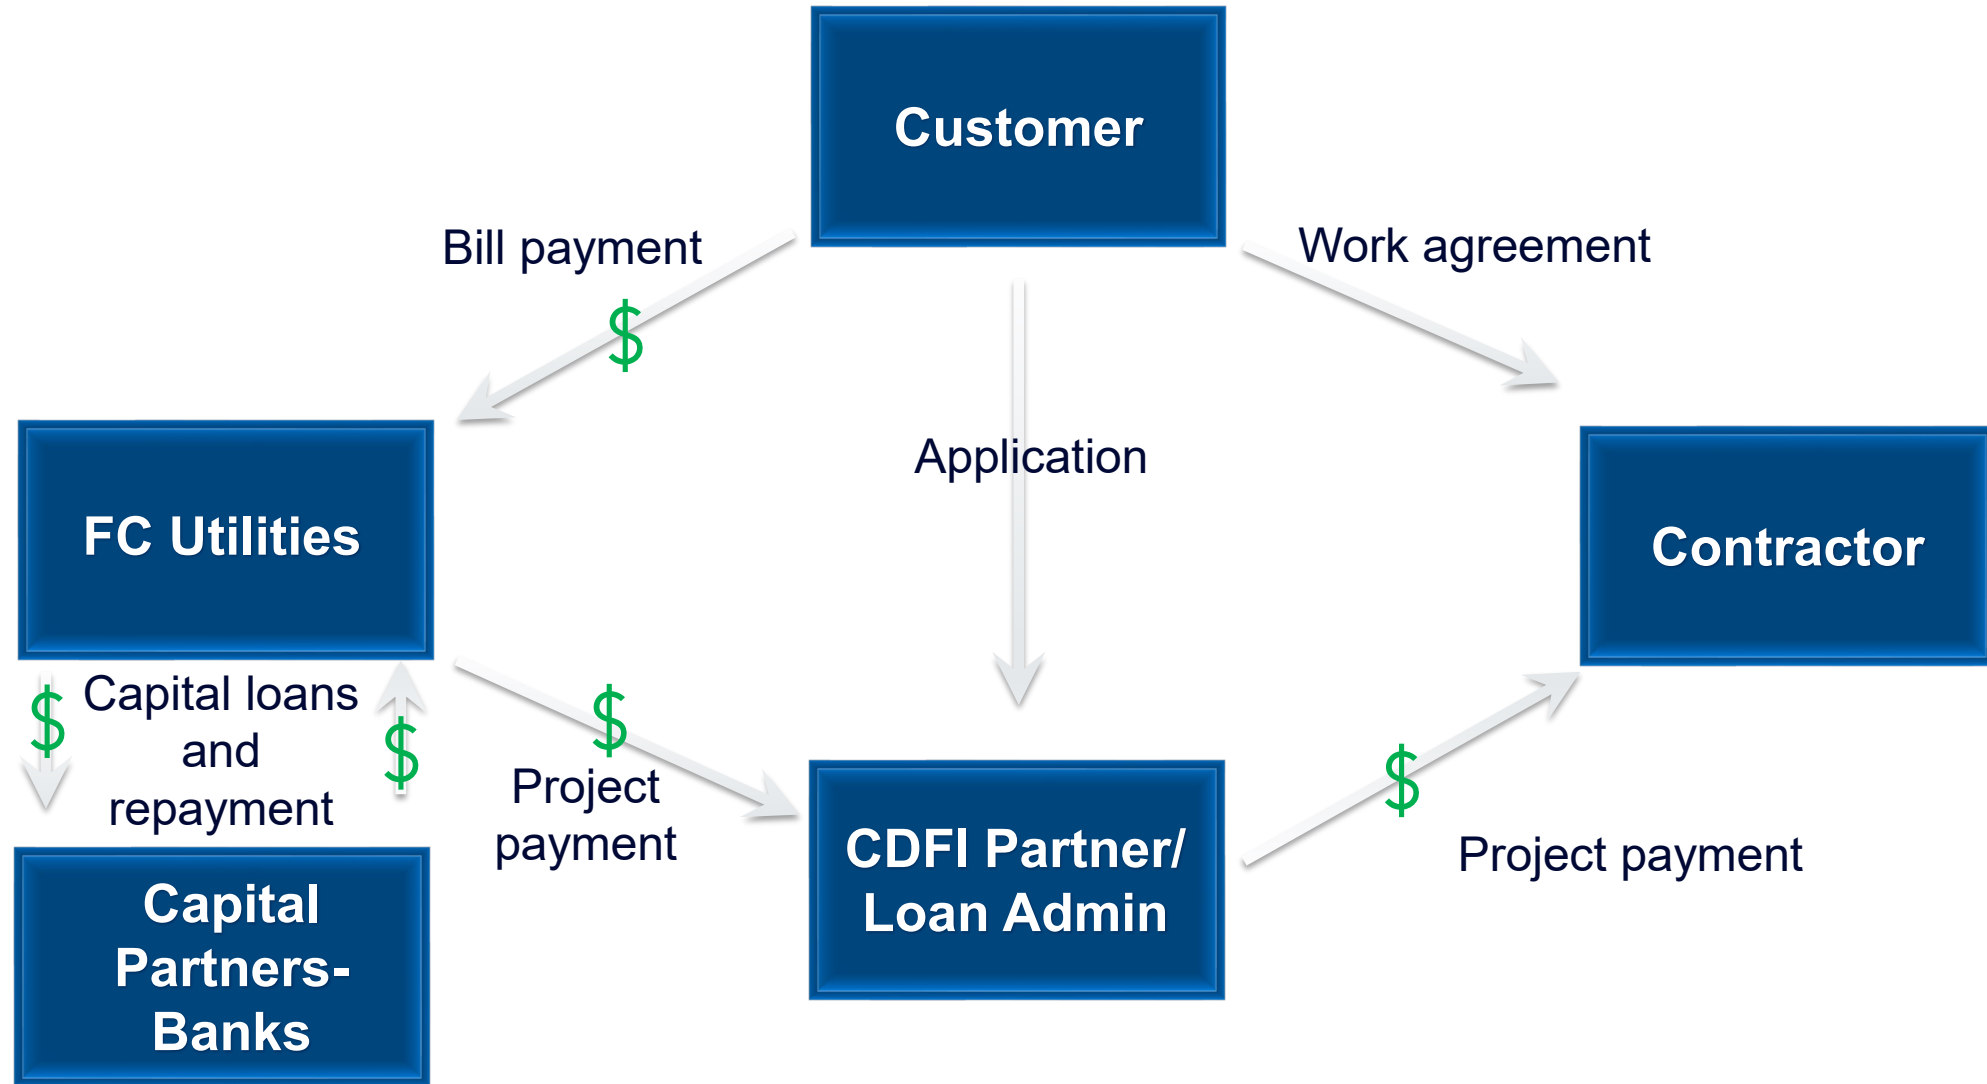 Customer
Bill payment
Work agreement
$
Application
FC Utilities
Contractor
Capital loans
and
repayment
$
$
$
Project
payment
$
CDFI Partner/
Loan Admin
Project payment
Capital
Partners-
Banks